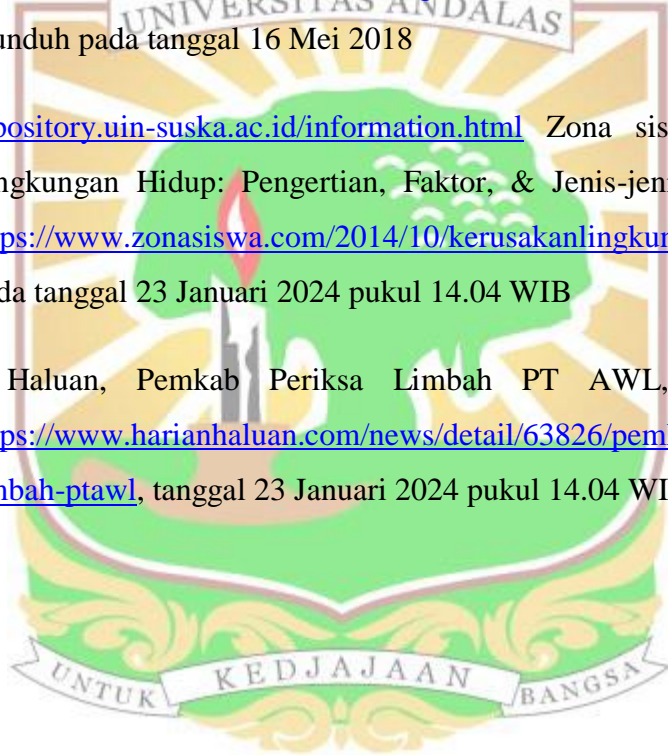 UNIVERSITAS ANDALAS
unduh pada tanggal 16 Mei 2018
pository.uin-suska.ac.id/information.html Zona sis
ngkungan Hidup: Pengertian, Faktor, & Jenis-jen
ps://www.zonasiswa.com/2014/10/kerusakanlingkun
da tanggal 23 Januari 2024 pukul 14.04 WIB
Haluan, Pemkab Periksa Limbah PT AWL,
ps://www.harianhaluan.com/news/detail/63826/pem
nbah-ptawl, tanggal 23 Januari 2024 pukul 14.04 WI
UNTUK KEDJAJAAN BANGSA